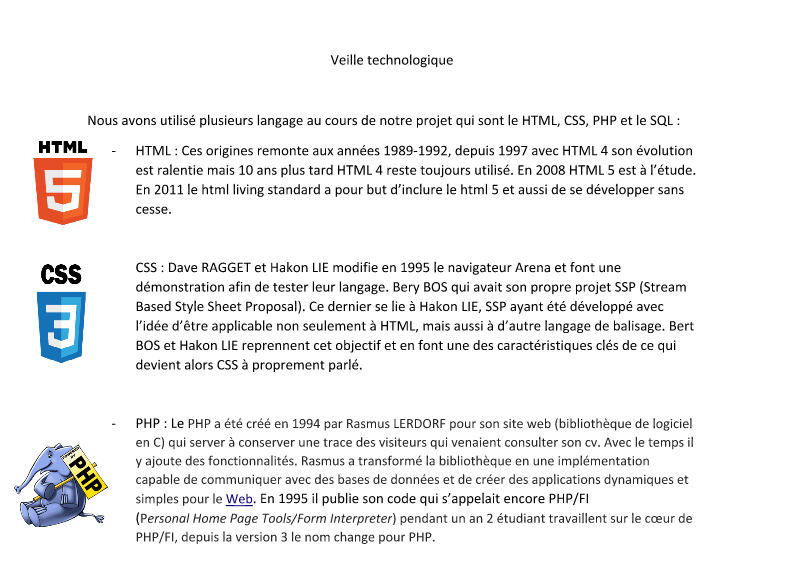 Veille technologique
Nous avons utilisé plusieurs langage au cours de notre projet qui sont le HTML, CSS, PHP et le SQL :
HTML
5
- HTML : Ces origines remonte aux années 1989-1992, depuis 1997 avec HTML 4 son évolution
est ralentie mais 10 ans plus tard HTML 4 reste toujours utilisé. En 2008 HTML 5 est à l’étude.
En 2011 le html living standard a pour but d’inclure le html 5 et aussi de se développer sans
cesse.
CSS
3
CSS : Dave RAGGET et Hakon LIE modifie en 1995 le navigateur Arena et font une
démonstration afin de tester leur langage. Bery BOS qui avait son propre projet SSP (Stream
Based Style Sheet Proposal). Ce dernier se lie à Hakon LIE, SSP ayant été développé avec
l’idée d’être applicable non seulement à HTML, mais aussi à d’autre langage de balisage. Bert
BOS et Hakon LIE reprennent cet objectif et en font une des caractéristiques clés de ce qui
devient alors CSS à proprement parlé.
PHP
- PHP : Le PHP a été créé en 1994 par Rasmus LERDORF pour son site web (bibliothèque de logiciel
en C) qui server à conserver une trace des visiteurs qui venaient consulter son cv. Avec le temps il
y ajoute des fonctionnalités. Rasmus a transformé la bibliothèque en une implémentation
capable de communiquer avec des bases de données et de créer des applications dynamiques et
simples pour le Web. En 1995 il publie son code qui s’appelait encore PHP/FI
(Personal Home Page Tools/Form Interpreter) pendant un an 2 étudiant travaillent sur le cœur de
PHP/FI, depuis la version 3 le nom change pour PHP.